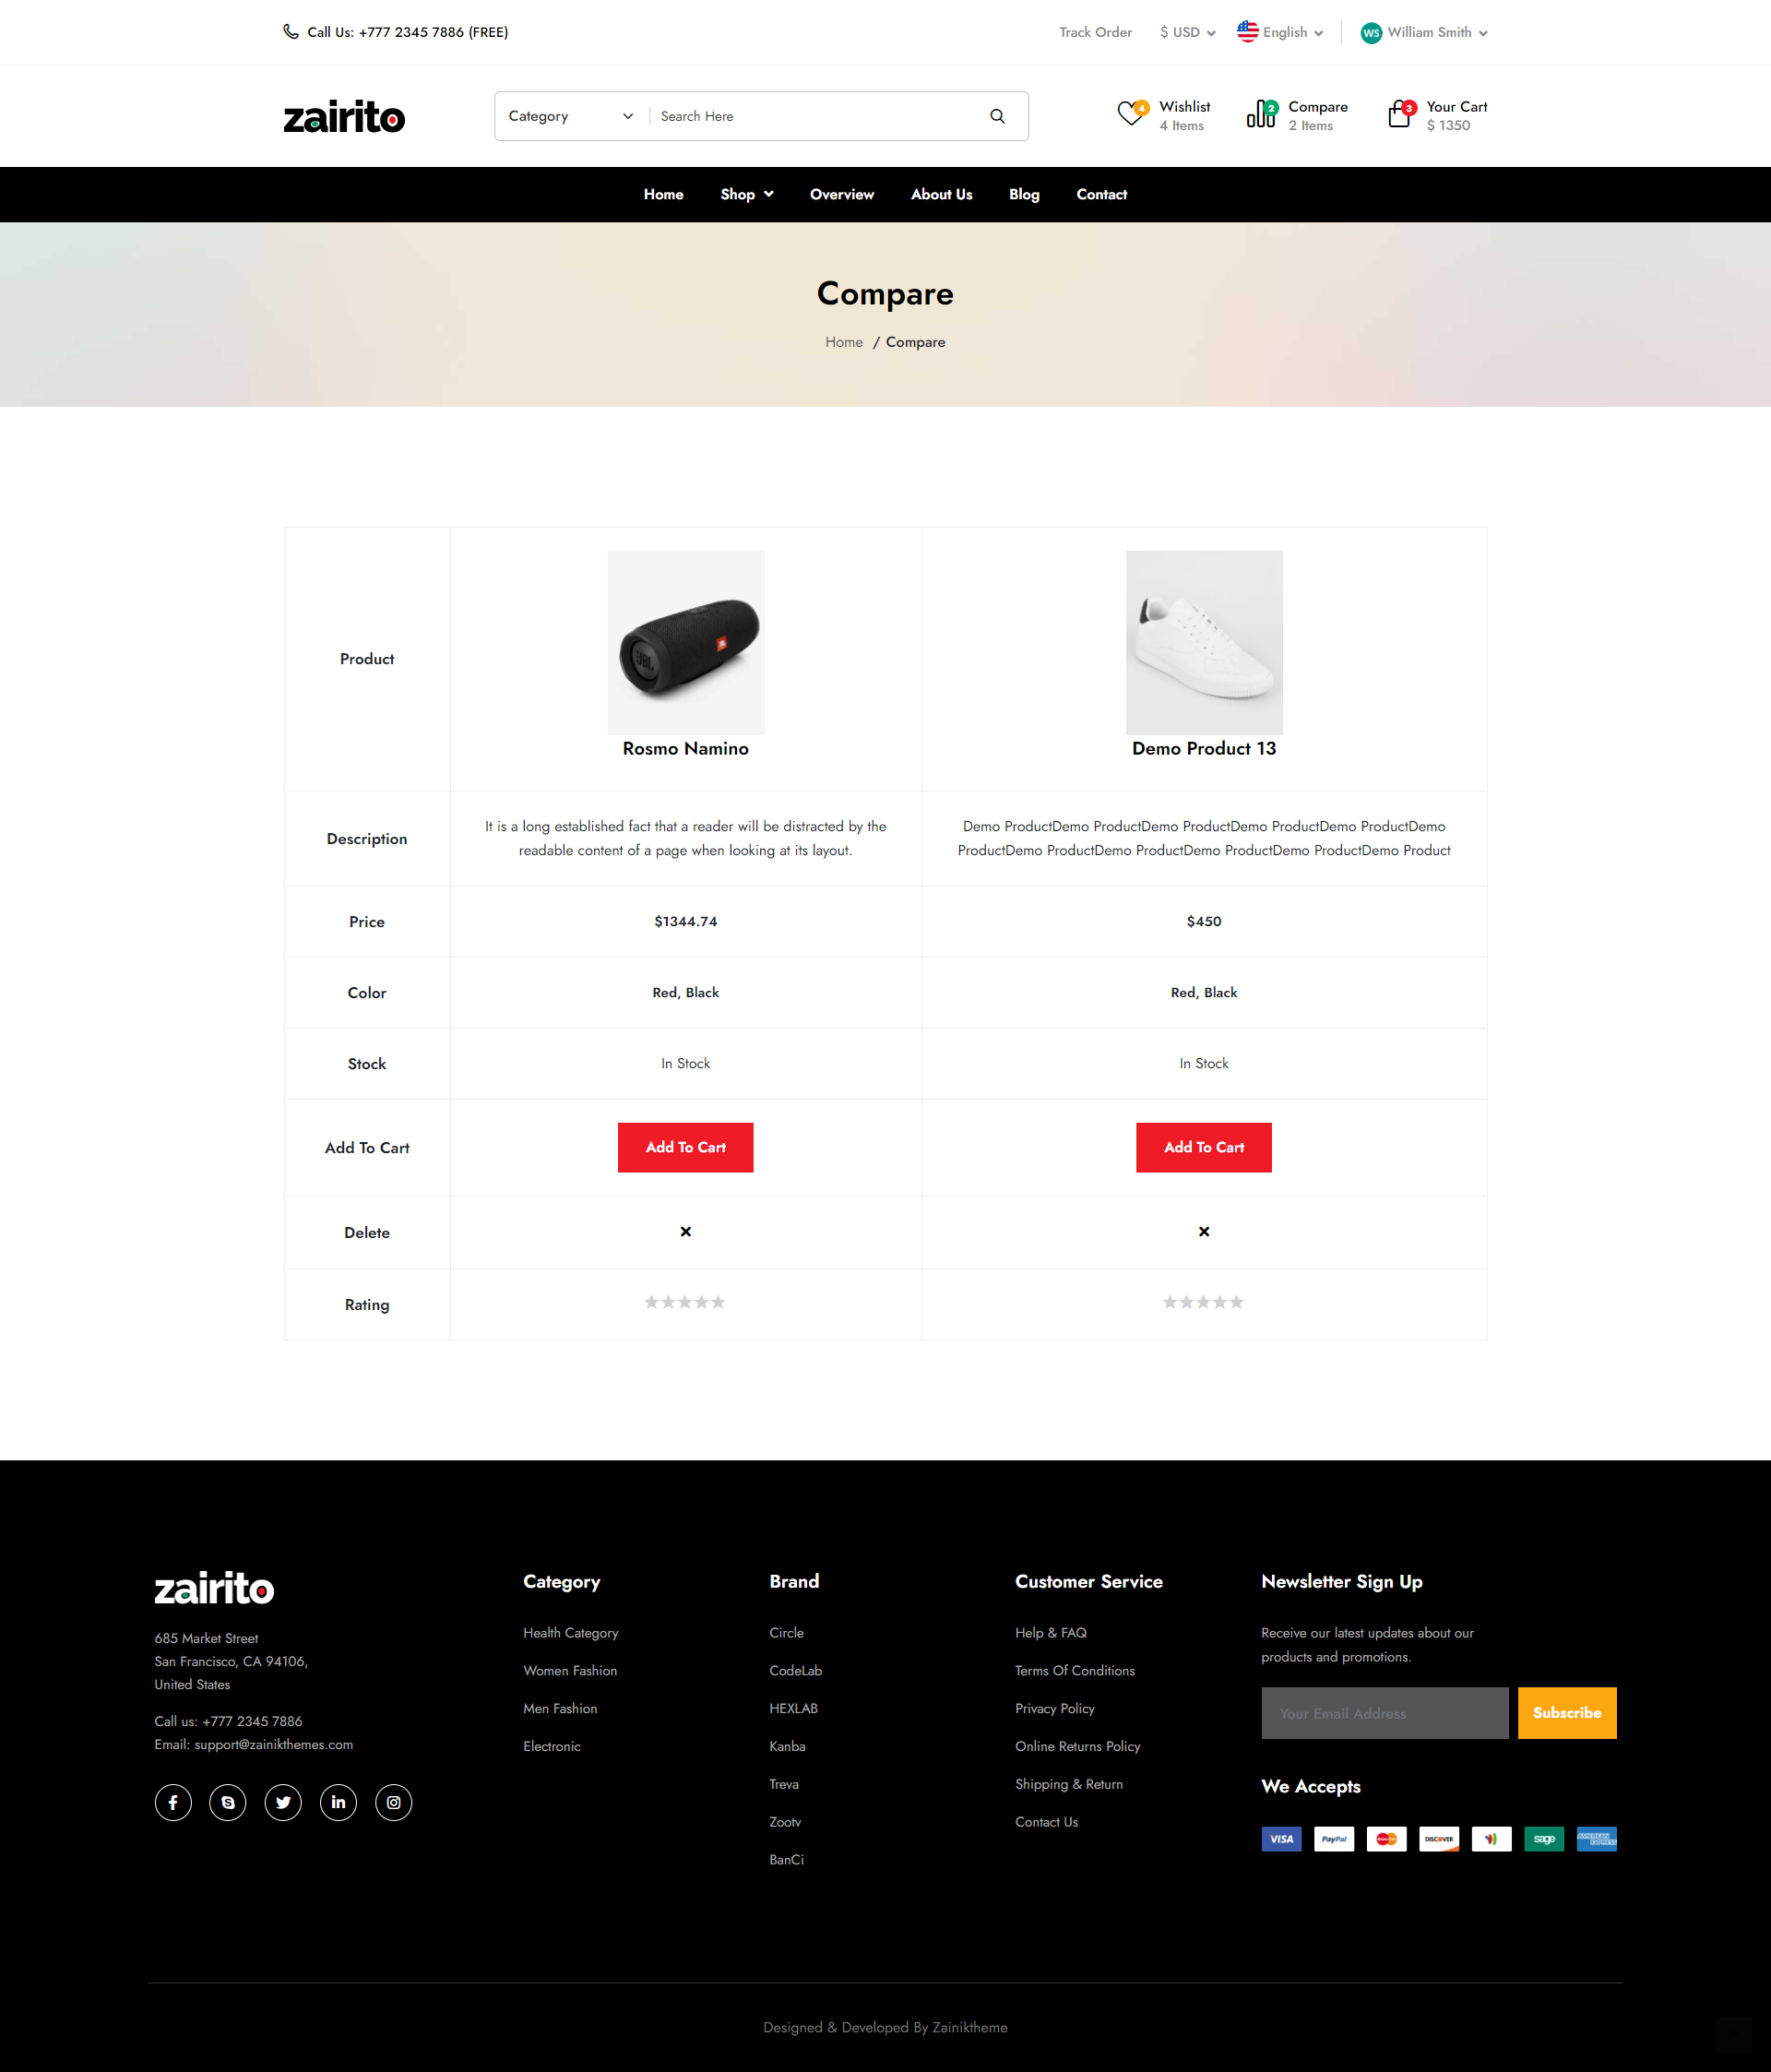 Call Us: +777 2345 7886 (FREE)
Track Order
$ USD
English
WS
William Smith
zairito
Category
Search Here
4
Wishlist
4 Items
2
Compare
2 Items
3
Your Cart
$ 1350
Home
Shop
Overview
About Us
Blog
Contact
Compare
Home / Compare
Product
JBL
Rosmo Namino
Demo Product 13
Description
It is a long established fact that a reader will be distracted by the
readable content of a page when looking at its layout.
Demo ProductDemo ProductDemo ProductDemo ProductDemo ProductDemo
ProductDemo ProductDemo ProductDemo ProductDemo ProductDemo Product
Price
$1344.74
$450
Color
Red, Black
Red, Black
Stock
In Stock
In Stock
Add To Cart
Add To Cart
Add To Cart
Delete
Rating
zairito
685 Market Street
San Francisco, CA 94106,
United States
Call us: +777 2345 7886
Email: support@zainikthemes.com
Category
Health Category
Women Fashion
Men Fashion
Electronic
Brand
Circle
CodeLab
HEXLAB
Kanba
Treva
Zootv
BanCi
Customer Service
Help & FAQ
Terms Of Conditions
Privacy Policy
Online Returns Policy
Shipping & Return
Contact Us
Newsletter Sign Up
Receive our latest updates about our
products and promotions.
Your Email Address
Subscribe
We Accepts
VISA
PayPal
DISCOVER
sage
AMERICAN EXPRESS
Designed & Developed By Zainiktheme